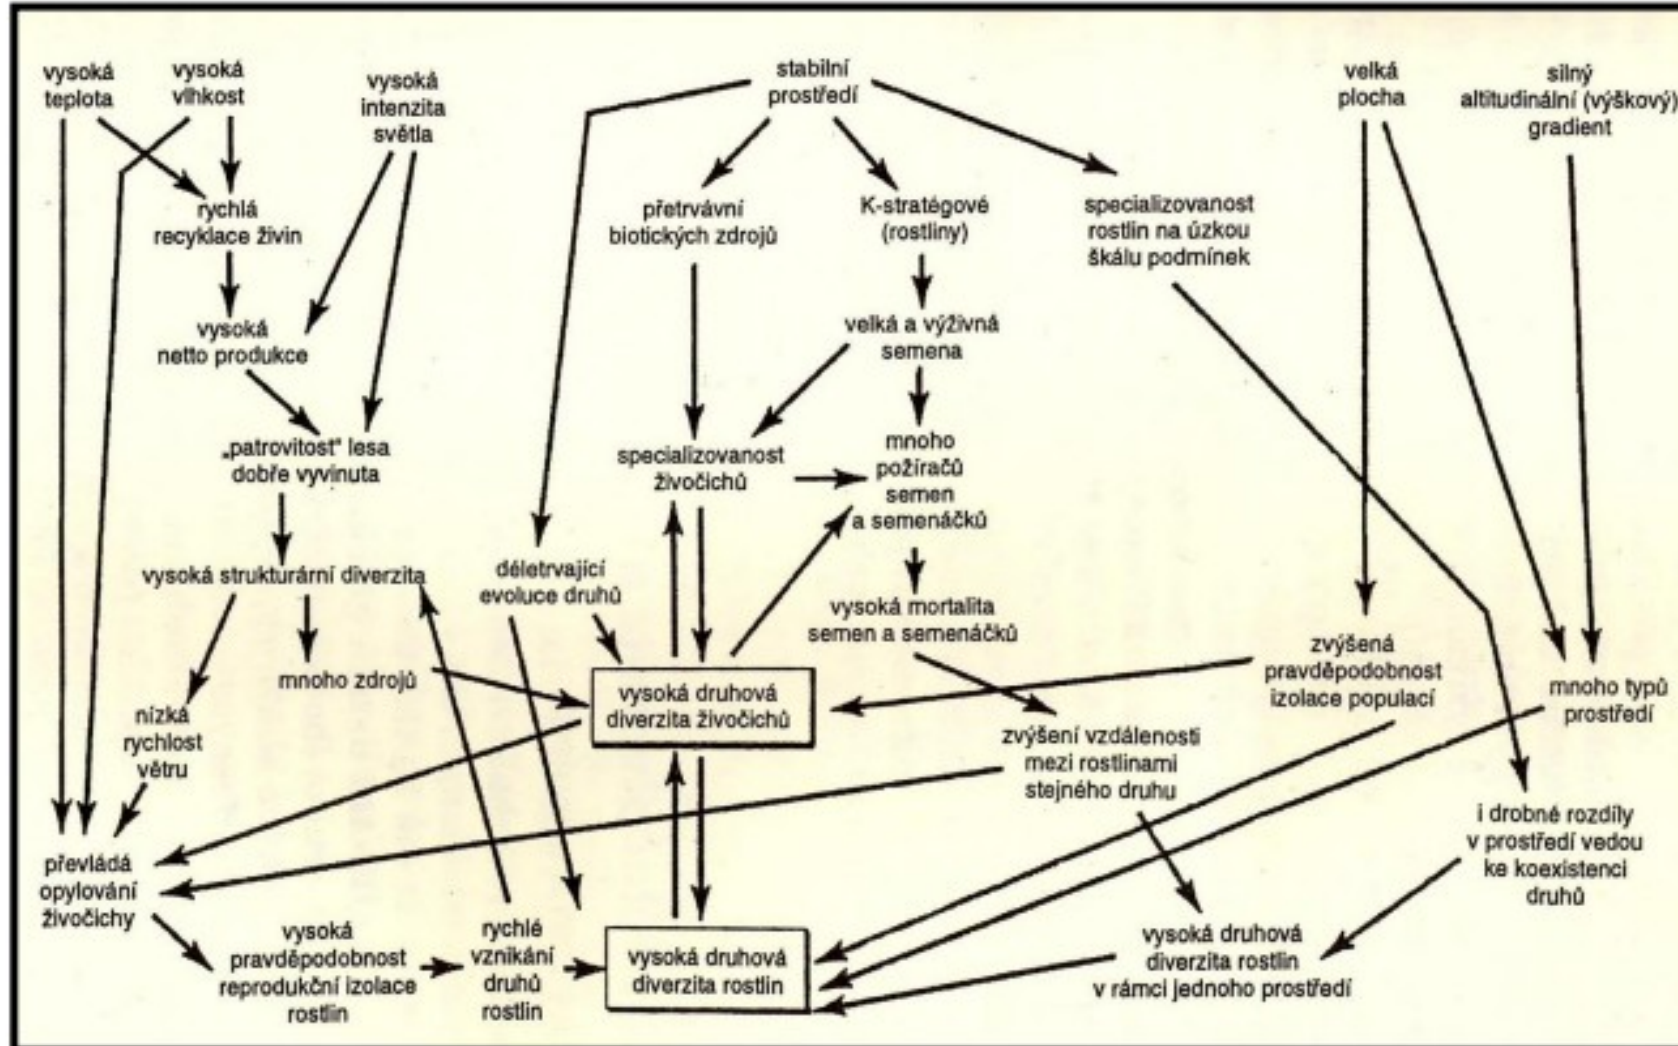 vysoká
teplota
vysoká
vlhkost
vysoká
intenzita
světla
stabilní
prostředí
velká
plocha
silný
altitudinální (výškový)
gradient
rychlá
recyklace živin
přetrvávní
biotických zdrojů
K-stratégové
(rostliny)
specializovanost
rostlin na úzkou
škálu podmínek
vysoká
netto produkce
velká a výživná
semena
„patrovitost“ lesa
dobře vyvinuta
specializovanost
živočichů
mnoho
požíračů
semen
a semenáčků
vysoká strukturární diverzita
déletrvající
evoluce druhů
vysoká mortalita
semen a semenáčků
zvýšená
pravděpodobnost
izolace populací
mnoho typů
prostředí
mnoho zdrojů
vysoká druhová
diverzita živočichů
nízká
rychlost
větru
zvýšení vzdálenosti
mezi rostlinami
stejného druhu
i drobné rozdíly
v prostředí vedou
ke koexistenci
druhů
převládá
opylování
živočichy
vysoká
pravděpodobnost
reprodukční izolace
rostlin
rychlé
vznikání
druhů
rostlin
vysoká druhová
diverzita rostlin
vysoká druhová
diverzita rostlin
v rámci jednoho prostředí